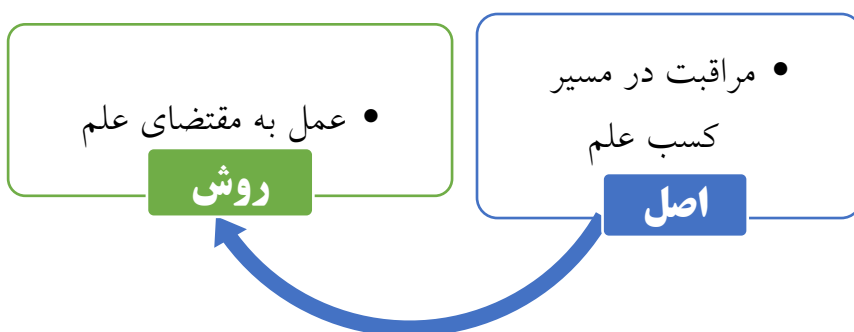 • مراقبت در مسیر
کسب علم
اصل
• عمل به مقتضای علم
روش